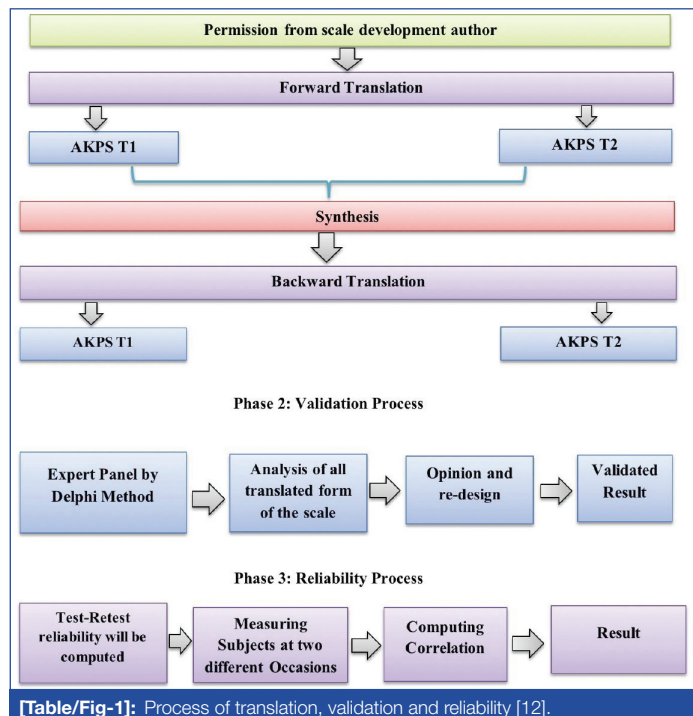 Permission from scale development author
Forward Translation
AKPS T1
AKPS T2
Synthesis
Backward Translation
AKPS T1
AKPS T2
Phase 2: Validation Process
Expert Panel by
Delphi Method
Analysis of all
translated form
of the scale
Opinion and
re-design
Validated
Result
Phase 3: Reliability Process
Test-Retest
reliability will be
computed
Measuring
Subjects at two
different Occasions
Computing
Correlation
Result
[Table/Fig-1]: Process of translation, validation and reliability [12].